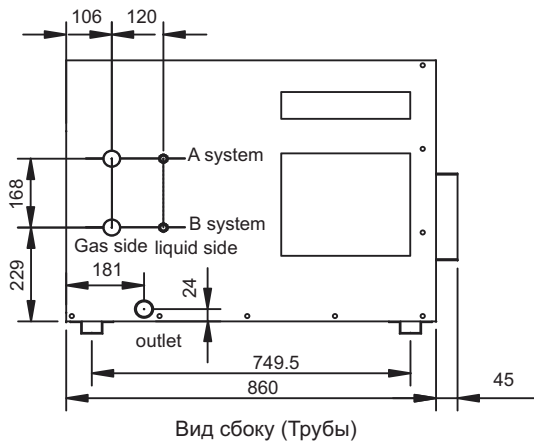 106
120
A system
168
B system
Gas side
liquid side
181
229
24
outlet
749.5
45
860
Вид сбоку (Трубы)